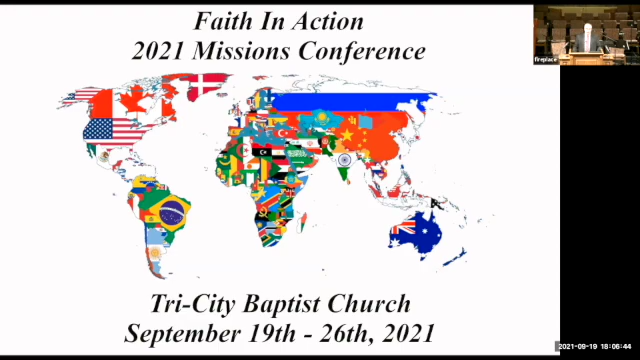 Faith In Action
2021 Missions Conference
fireplace
Tri-City Baptist Church
September 19th - 26th, 2021
2021-09-19 18:06:44